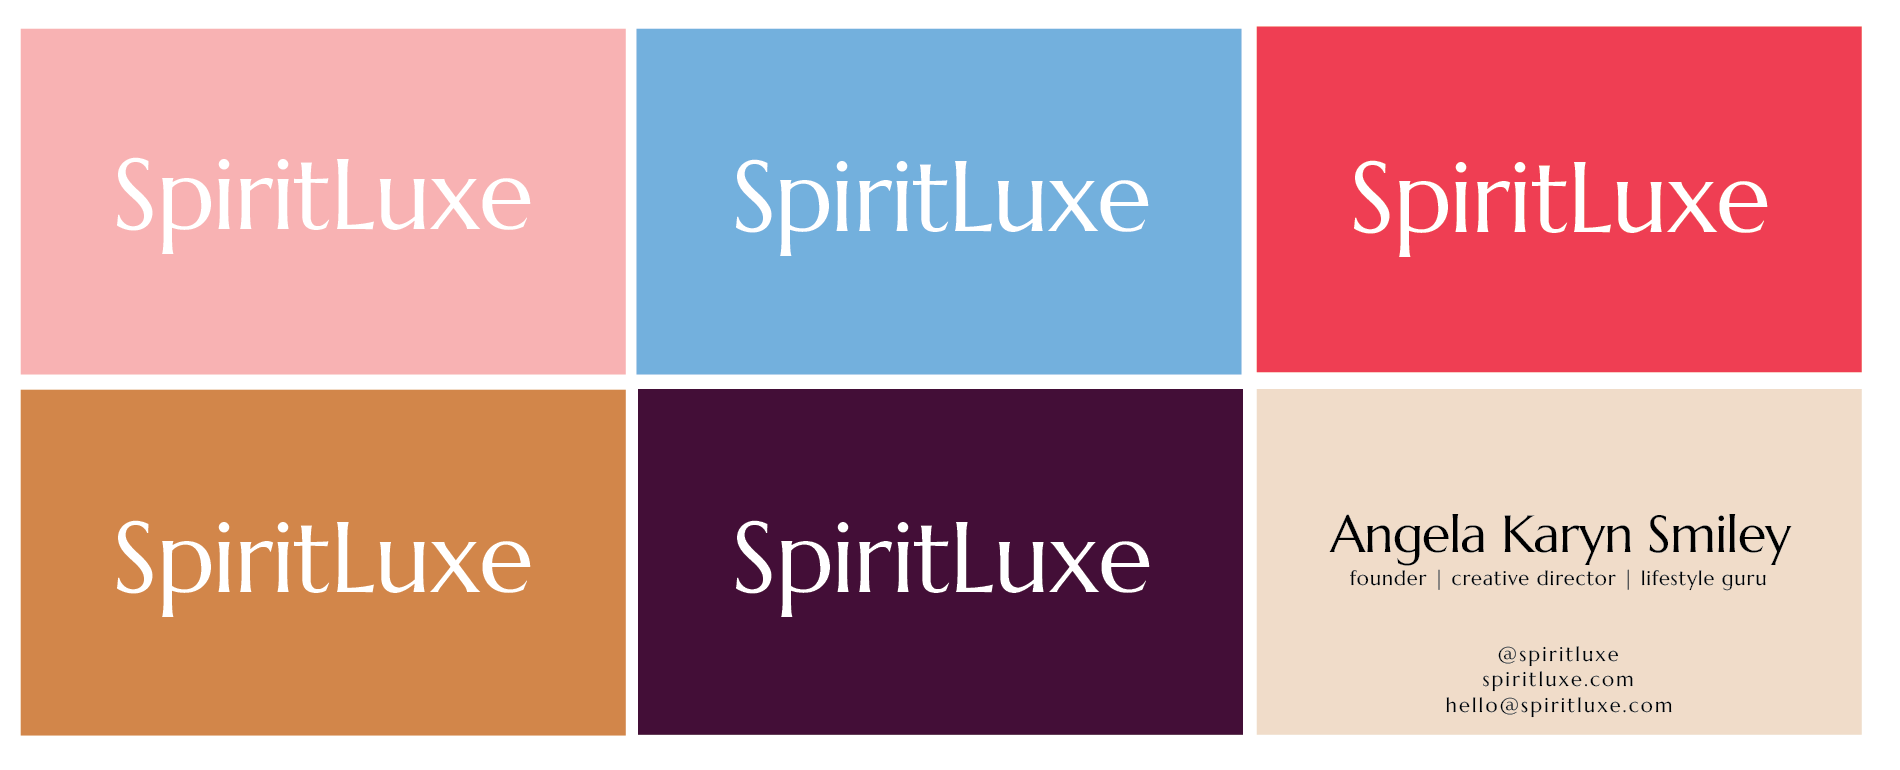 SpiritLuxe
SpiritLuxe
SpiritLuxe
SpiritLuxe
SpiritLuxe
Angela Karyn Smiley
founder | creative director | lifestyle guru
@spiritluxe
spiritluxe.com
hello@spiritluxe.com